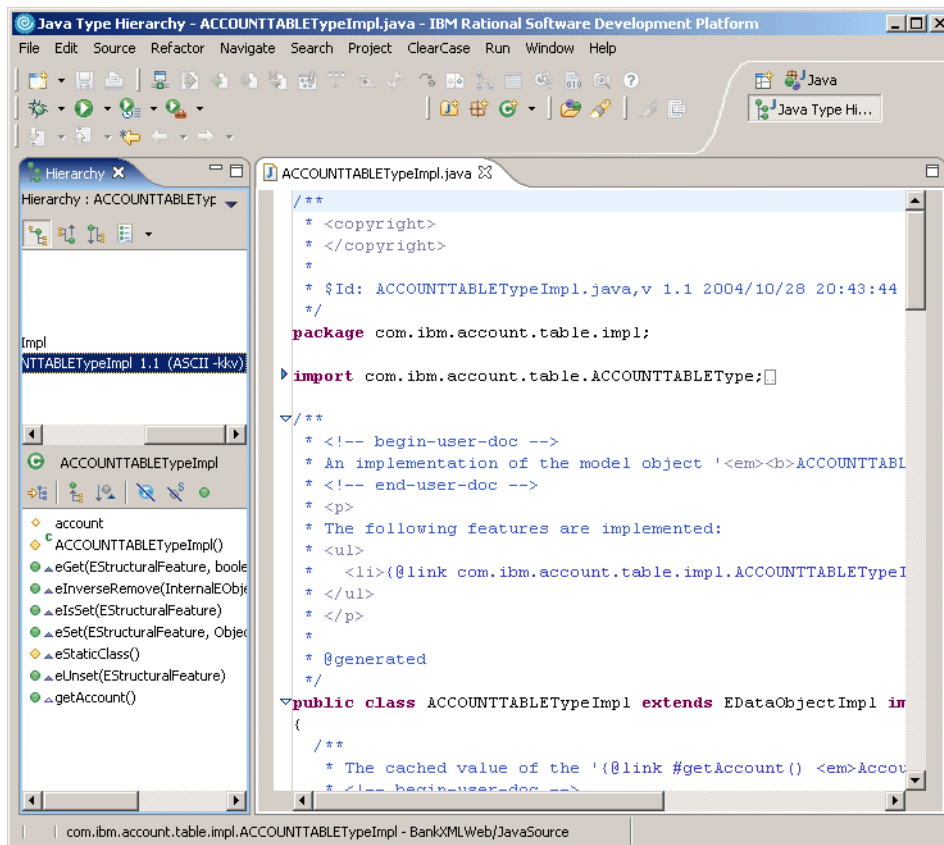 Java Type Hierarchy - ACCOUNTTABLETypeImpl.java - IBM Rational Software Development Platform
File Edit Source Refactor Navigate Search Project ClearCase Run Window Help
Java
Java Type Hi...
Hierarchy
Hierarchy : ACCOUNTTABLETyp
Impl
NTTABLETypeImpl 1.1 (ASCII -kkv)
ACCOUNTTABLETypeImpl
account
ACCOUNTTABLETypeImpl()
eGet(EStructuralFeature, boole
eInverseRemove(InternalEObje
eIsSet(EStructuralFeature)
eSet(EStructuralFeature, Objec
eStaticClass()
eUnset(EStructuralFeature)
getAccount()
ACCOUNTTABLETypeImpl.java
/**
* <copyright>
* </copyright>
*
* $Id: ACCOUNTTABLETypeImpl.java,v 1.1 2004/10/28 20:43:44
*/
package com.ibm.account.table.impl;
import com.ibm.account.table.ACCOUNTTABLEType;
/**
* <!-- begin-user-doc -->
* An implementation of the model object '<em><b>ACCOUNTTABL
* <!-- end-user-doc -->
* <p>
* The following features are implemented:
* <ul>
* <li>{@link com.ibm.account.table.impl.ACCOUNTTABLETypeI
* </ul>
* </p>
*
* @generated
*/
public class ACCOUNTTABLETypeImpl extends EDataObjectImpl im
{
/**
* The cached value of the '{@link #getAccount() <em>Accou
* <!-- begin-user-doc -->
com.ibm.account.table.impl.ACCOUNTTABLETypeImpl - BankXMLWeb/JavaSource